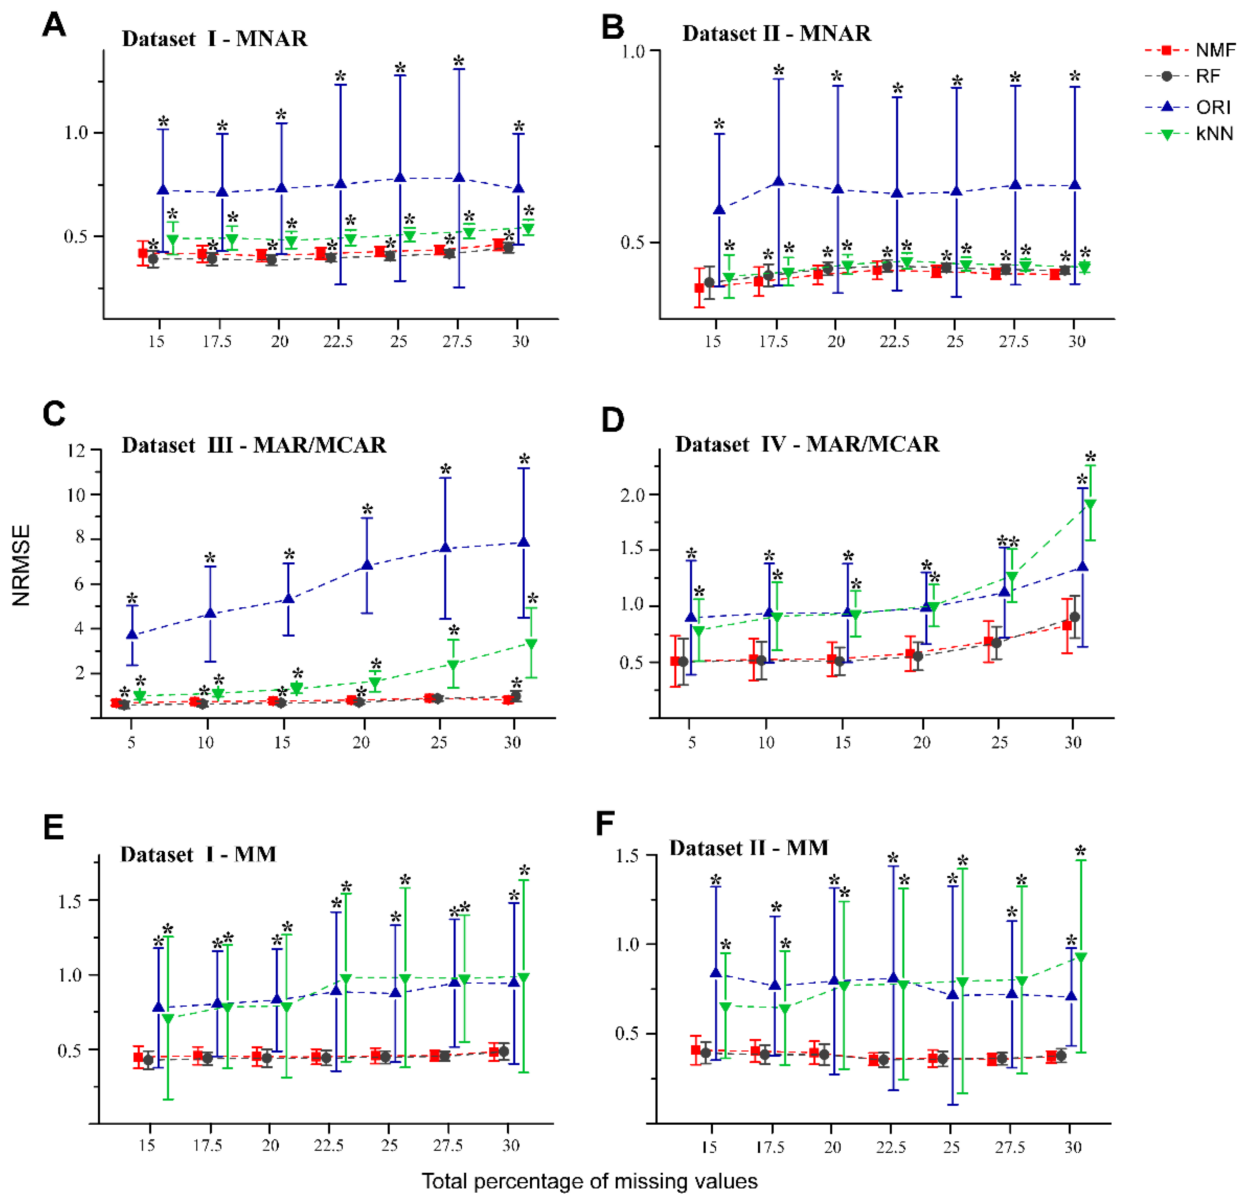 A
Dataset I - MNAR
1.0
0.5
15 17.5 20 22.5 25 27.5 30
B
Dataset II - MNAR
1.0
0.5
15 17.5 20 22.5 25 27.5 30
NMF
RF
ORI
kNN
C
Dataset III - MAR/MCAR
12
10
8
6
4
2
5 10 15 20 25 30
D
Dataset IV - MAR/MCAR
2.0
1.5
1.0
0.5
5 10 15 20 25 30
NRMSE
E
Dataset I - MM
1.5
1.0
0.5
15 17.5 20 22.5 25 27.5 30
F
Dataset II - MM
1.5
1.0
0.5
15 17.5 20 22.5 25 27.5 30
Total percentage of missing values